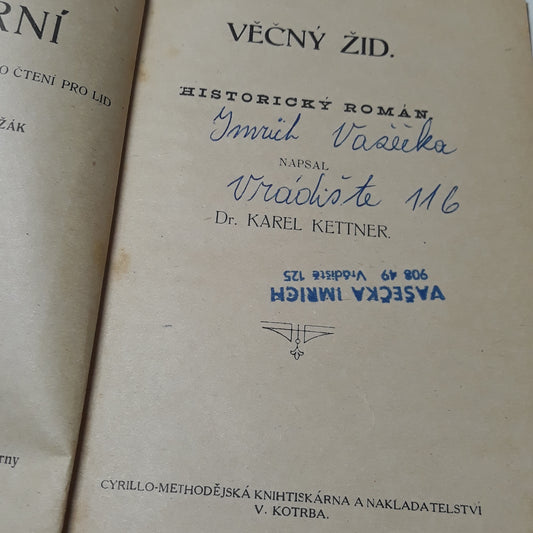 RNÍ
O ČTENÍ PRO LID
ŽÁK
rny
VĚČNÝ ŽID.
HISTORICKÝ ROMÁN.
Imrich Vašečka
NAPSAL
Vrádište 116
Dr. KAREL KETTNER.
VAŠEČKA IMRICH
908 49 Vrádiště 125
CYRILLO-METHODĚJSKÁ KNIHTISKÁRNA A NAKLADATELSTVÍ
V. KOTRBA.